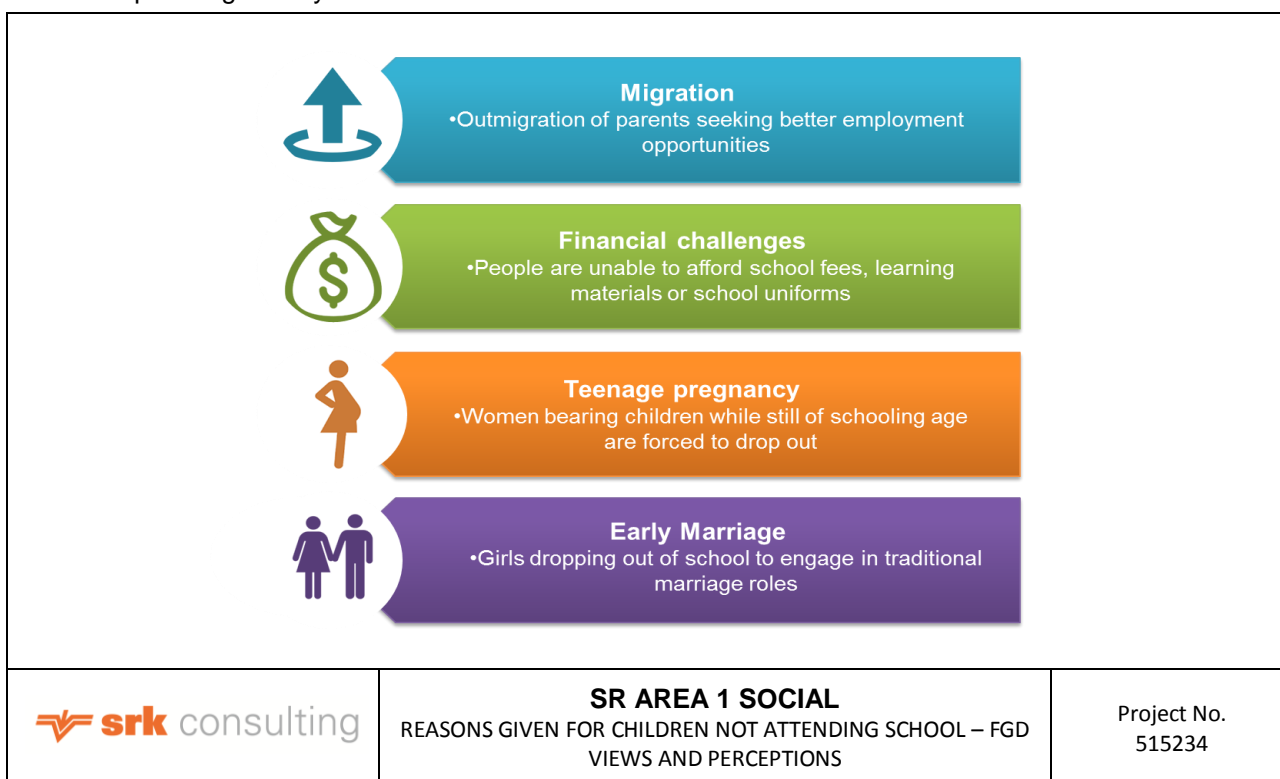 Migration
•Outmigration of parents seeking better employment
opportunities
$
Financial challenges
•People are unable to afford school fees, learning
materials or school uniforms
Teenage pregnancy
•Women bearing children while still of schooling age
are forced to drop out
Early Marriage
•Girls dropping out of school to engage in traditional
marriage roles
srk consulting
SR AREA 1 SOCIAL
REASONS GIVEN FOR CHILDREN NOT ATTENDING SCHOOL – FGD
VIEWS AND PERCEPTIONS
Project No.
515234